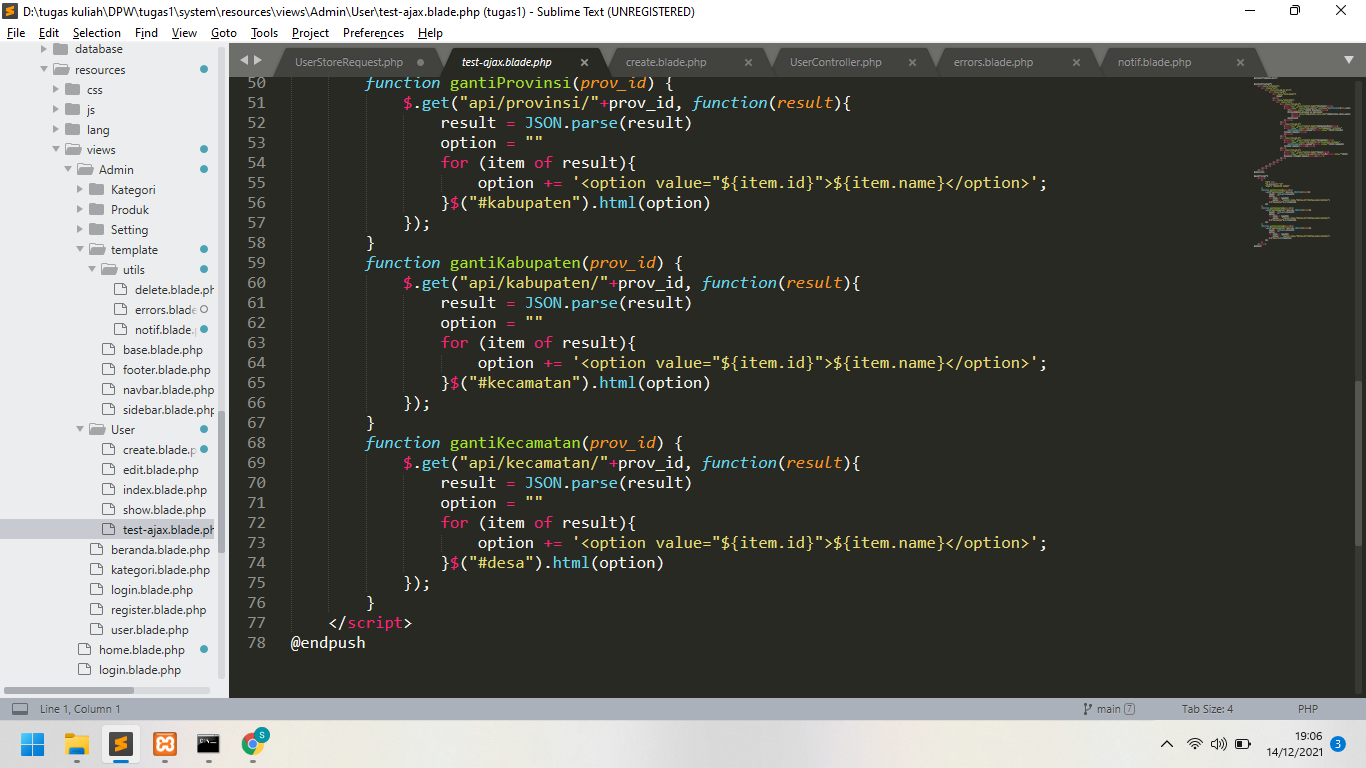 D:\tugas kuliah\DPW\tugas1\system\resources\views\Admin\User\test-ajax.blade.php (tugas1) - Sublime Text (UNREGISTERED)
File Edit Selection Find View Goto Tools Project Preferences Help
database
resources
css
js
lang
views
Admin
Kategori
Produk
Setting
template
utils
delete.blade.ph
errors.blade
notif.blade.
base.blade.php
footer.blade.php
navbar.blade.php
sidebar.blade.php
User
create.blade.p
edit.blade.php
index.blade.php
show.blade.php
test-ajax.blade.ph
beranda.blade.php
kategori.blade.php
login.blade.php
register.blade.php
user.blade.php
home.blade.php
login.blade.php
UserStoreRequest.php test-ajax.blade.php create.blade.php UserController.php errors.blade.php notif.blade.php
50 function gantiProvinsi(prov_id) {
51 $.get("api/provinsi/"+prov_id, function(result){
52 result = JSON.parse(result)
53 option = ""
54 for (item of result){
55 option += '<option value="${item.id}">${item.name}</option>';
56 }$("#kabupaten").html(option)
57 });
58 }
59 function gantiKabupaten(prov_id) {
60 $.get("api/kabupaten/"+prov_id, function(result){
61 result = JSON.parse(result)
62 option = ""
63 for (item of result){
64 option += '<option value="${item.id}">${item.name}</option>';
65 }$("#kecamatan").html(option)
66 });
67 }
68 function gantiKecamatan(prov_id) {
69 $.get("api/kecamatan/"+prov_id, function(result){
70 result = JSON.parse(result)
71 option = ""
72 for (item of result){
73 option += '<option value="${item.id}">${item.name}</option>';
74 }$("#desa").html(option)
75 });
76 }
77 </script>
78 @endpush
Line 1, Column 1 main 7 Tab Size: 4 PHP
S
19:06
14/12/2021
3